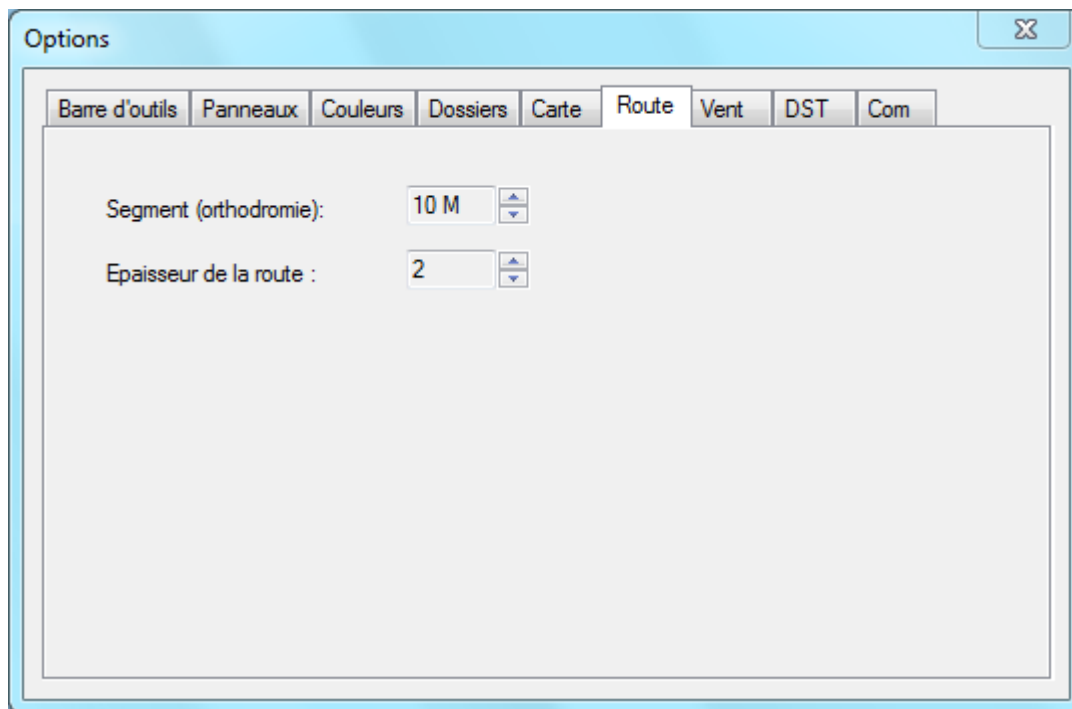 Options
Barre d'outils Panneaux Couleurs Dossiers Carte Route Vent DST Com
Segment (orthodromie): 10 M
Epaisseur de la route : 2